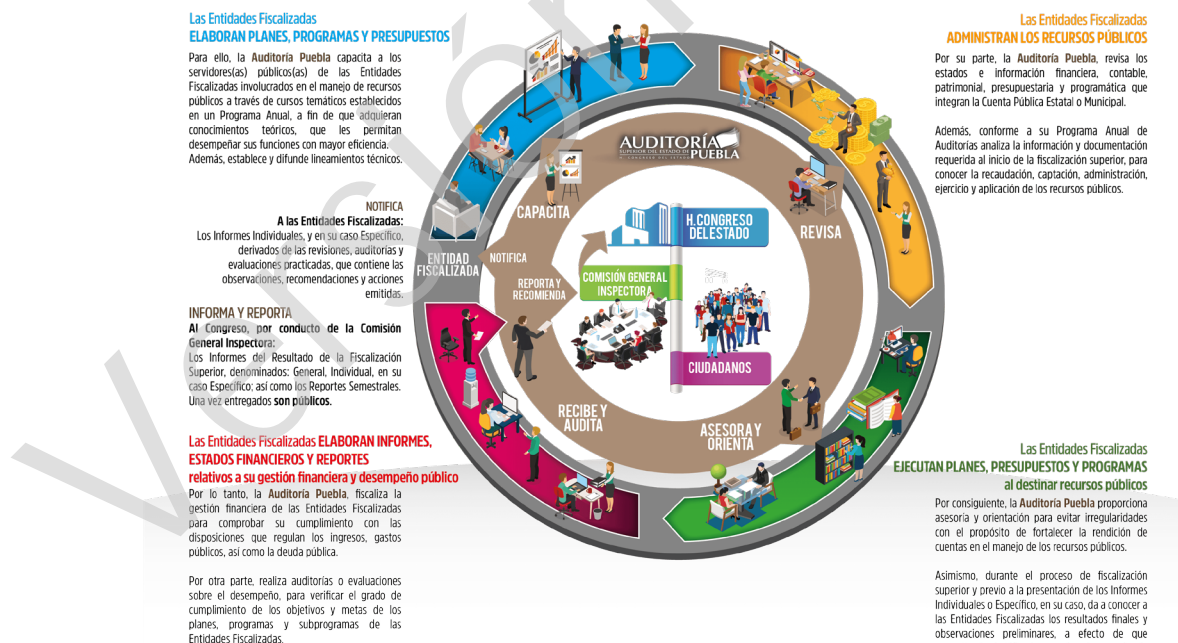 Las Entidades Fiscalizadas
ELABORAN PLANES, PROGRAMAS Y PRESUPUESTOS
Para ello, la Auditoría Puebla capacita a los
servidores(as) públicos(as) de las Entidades
Fiscalizadas involucrados en el manejo de recursos
públicos a través de cursos temáticos establecidos
en un Programa Anual, a fin de que adquieran
conocimientos teóricos, que les permitan
desempeñar sus funciones con mayor eficiencia.
Además, establece y difunde lineamientos técnicos.
NOTIFICA
A las Entidades Fiscalizadas:
Los Informes Individuales, y en su caso Específico,
derivados de las revisiones, auditorías y
evaluaciones practicadas, que contiene las
observaciones, recomendaciones y acciones
emitidas.
INFORMA Y REPORTA
Al Congreso, por conducto de la Comisión
General Inspectora:
Los Informes del Resultado de la Fiscalización
Superior, denominados: General, Individual, en su
caso Específico; así como los Reportes Semestrales.
Una vez entregados son públicos.
Las Entidades Fiscalizadas ELABORAN INFORMES,
ESTADOS FINANCIEROS Y REPORTES
relativos a su gestión financiera y desempeño público
Por lo tanto, la Auditoría Puebla, fiscaliza la
gestión financiera de las Entidades Fiscalizadas
para comprobar su cumplimiento con las
disposiciones que regulan los ingresos, gastos
públicos, así como la deuda pública.
Por otra parte, realiza auditorías o evaluaciones
sobre el desempeño, para verificar el grado de
cumplimiento de los objetivos y metas de los
planes, programas y subprogramas de las
Entidades Fiscalizadas.
AUDITORÍA
SUPERIOR DEL ESTADO DE
PUEBLA
CAPACITA
REVISA
ENTIDAD
FISCALIZADA
NOTIFICA
REPORTA Y
RECOMIENDA
H. CONGRESO
DEL ESTADO
COMISIÓN GENERAL
INSPECTORA
CIUDADANOS
RECIBE Y
AUDITA
ASESORA Y
ORIENTA
Las Entidades Fiscalizadas
ADMINISTRAN LOS RECURSOS PÚBLICOS
Por su parte, la Auditoría Puebla, revisa los
estados e información financiera, contable,
patrimonial, presupuestaria y programática que
integran la Cuenta Pública Estatal o Municipal.
Además, conforme a su Programa Anual de
Auditorías analiza la información y documentación
requerida al inicio de la fiscalización superior, para
conocer la recaudación, captación, administración,
ejercicio y aplicación de los recursos públicos.
Las Entidades Fiscalizadas
EJECUTAN PLANES, PRESUPUESTOS Y PROGRAMAS
al destinar recursos públicos
Por consiguiente, la Auditoría Puebla proporciona
asesoría y orientación para evitar irregularidades
con el propósito de fortalecer la rendición de
cuentas en el manejo de los recursos públicos.
Asimismo, durante el proceso de fiscalización
superior y previo a la presentación de los Informes
Individuales o Específico, en su caso, da a conocer a
las Entidades Fiscalizadas los resultados finales y
observaciones preliminares, a efecto de que
Versión